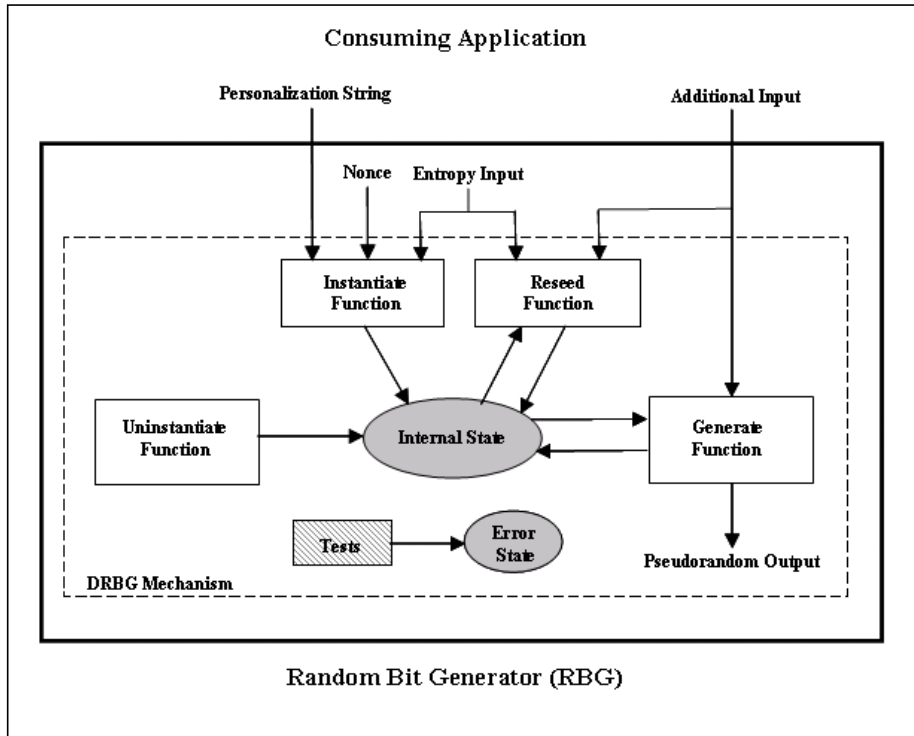 Consuming Application
Personalization String
Additional Input
Nonce
Entropy Input
Instantiate
Function
Reseed
Function
Uninstantiate
Function
Internal State
Generate
Function
Tests
Error
State
Pseudorandom Output
DRBG Mechanism
Random Bit Generator (RBG)